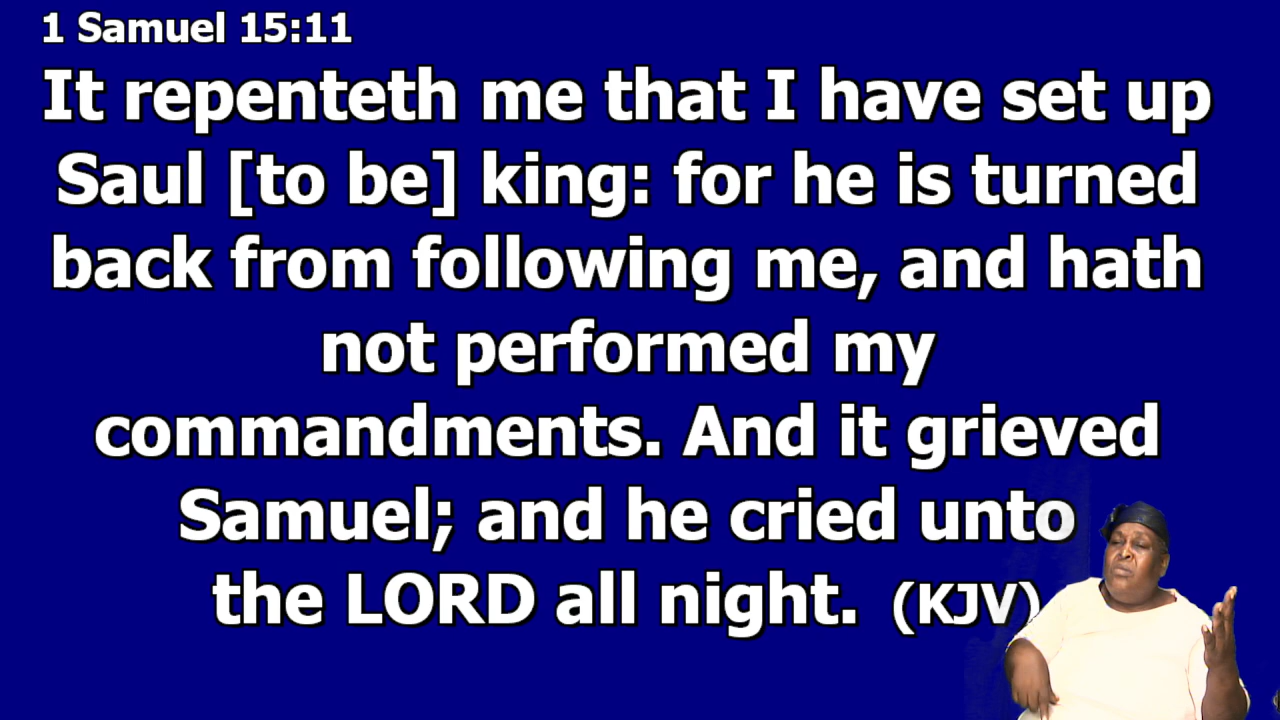 1 Samuel 15:11
It repenteth me that I have set up
Saul [to be] king: for he is turned
back from following me, and hath
not performed my
commandments. And it grieved
Samuel; and he cried unto
the LORD all night. (KJV)